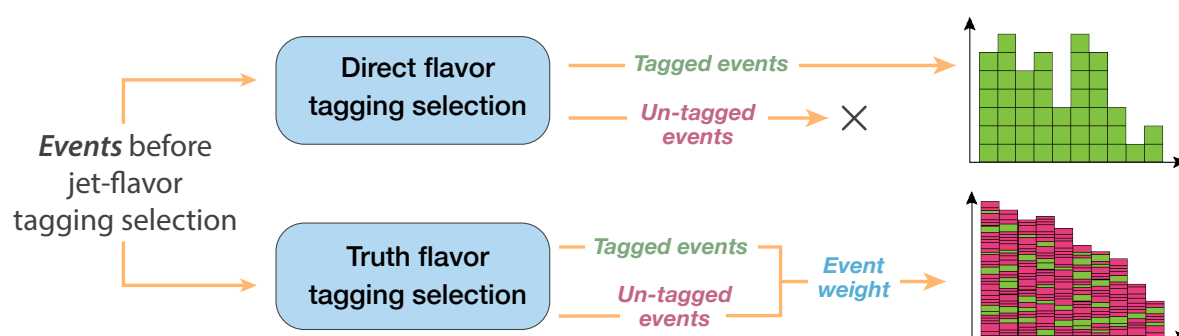 Events before
jet-flavor
tagging selection
Direct flavor
tagging selection
Tagged events
Un-tagged
events
Truth flavor
tagging selection
Tagged events
Un-tagged
events
Event
weight